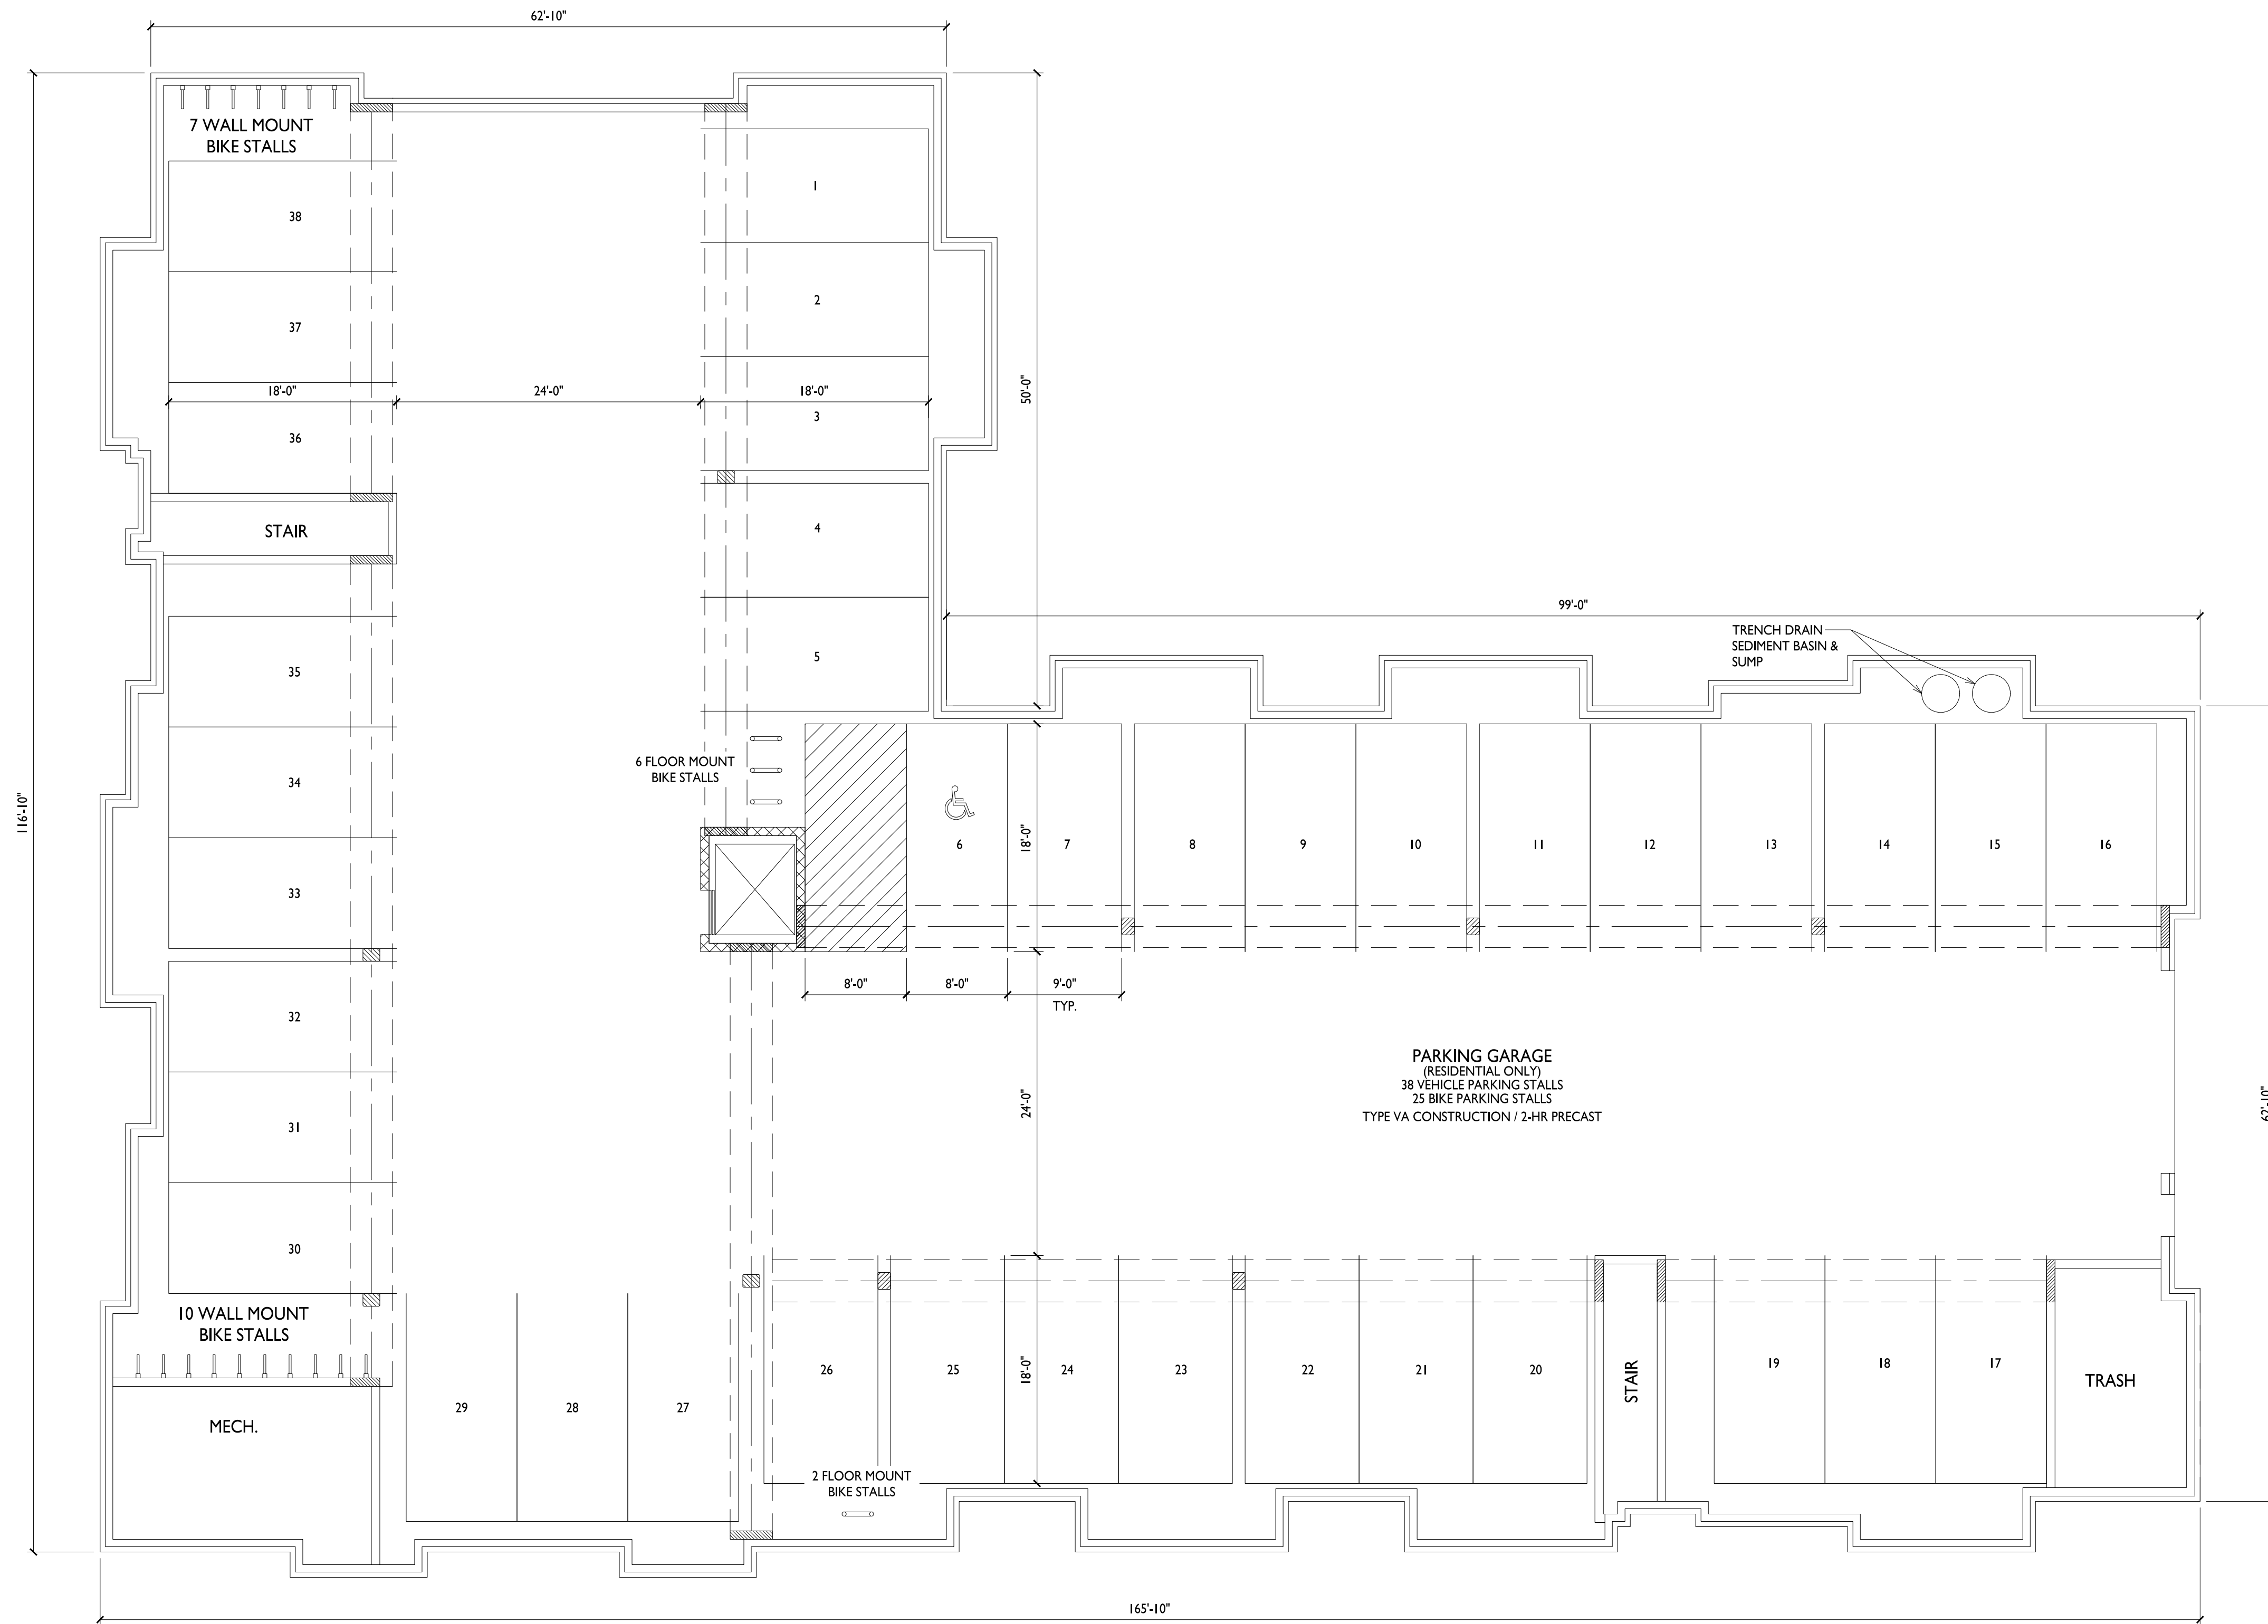 62'-10"
7 WALL MOUNT
BIKE STALLS
1
38
2
37
18'-0"
24'-0"
18'-0"
50'-0"
3
36
4
STAIR
99'-0"
TRENCH DRAIN
SEDIMENT BASIN &
SUMP
5
35
6 FLOOR MOUNT
BIKE STALLS
34
116'-10"
18'-0"
6
7
8
9
10
11
12
13
14
15
16
33
8'-0"
8'-0"
9'-0"
TYP.
32
PARKING GARAGE
(RESIDENTIAL ONLY)
38 VEHICLE PARKING STALLS
25 BIKE PARKING STALLS
TYPE VA CONSTRUCTION / 2-HR PRECAST
24'-0"
62'-10"
31
30
10 WALL MOUNT
BIKE STALLS
MECH.
29
28
27
26
25
18'-0"
24
23
22
21
20
STAIR
19
18
17
TRASH
2 FLOOR MOUNT
BIKE STALLS
165'-10"